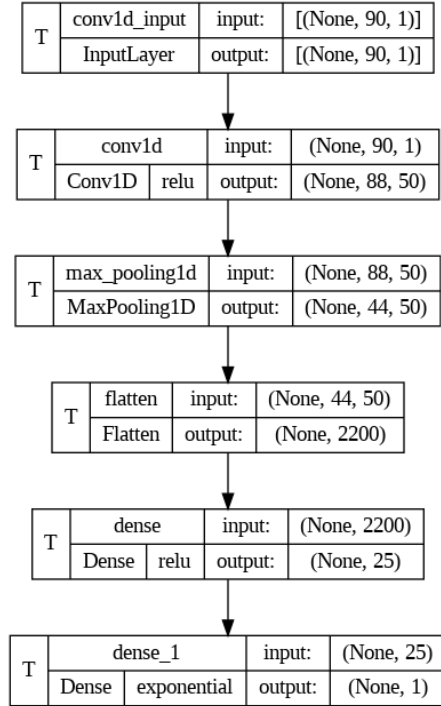 T conv1d_input input: [(None, 90, 1)]
InputLayer output: [(None, 90, 1)]
T conv1d input: (None, 90, 1)
Conv1D relu output: (None, 88, 50)
T max_pooling1d input: (None, 88, 50)
MaxPooling1D output: (None, 44, 50)
T flatten input: (None, 44, 50)
Flatten output: (None, 2200)
T dense input: (None, 2200)
Dense relu output: (None, 25)
T dense_1 input: (None, 25)
Dense exponential output: (None, 1)